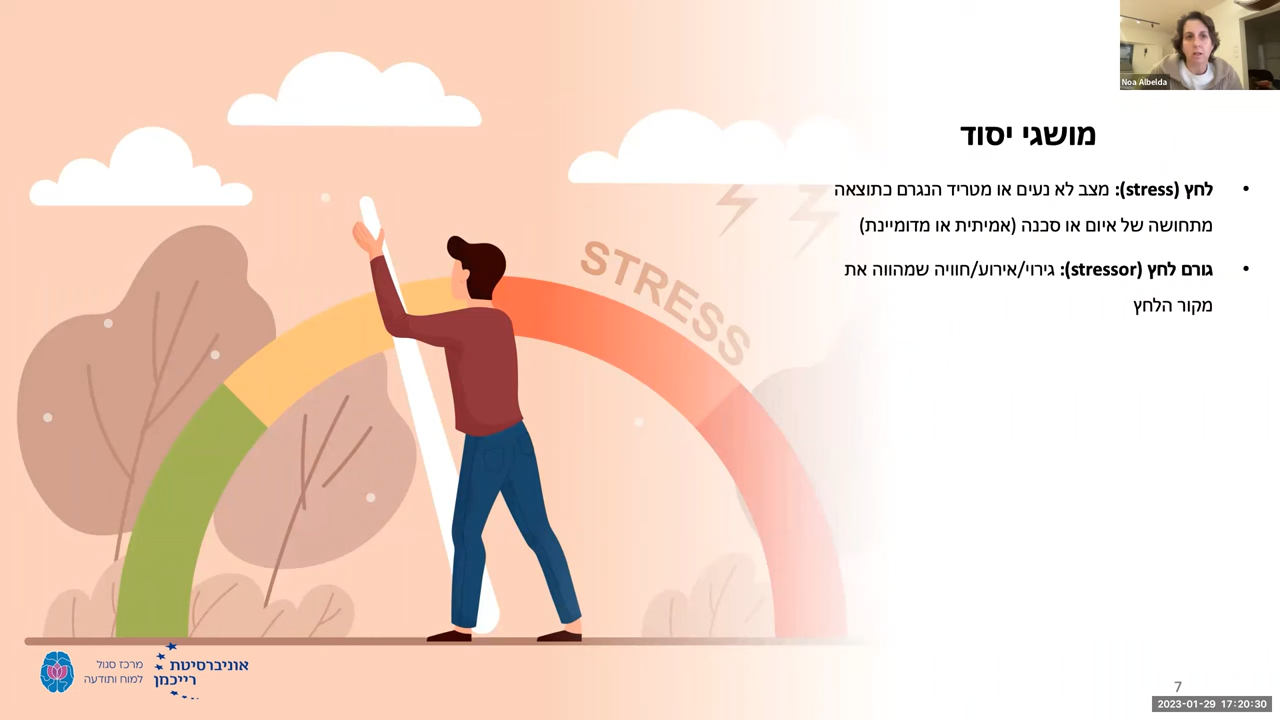 Noa Albelda
מושגי יסוד
• לחץ (stress): מצב לא נעים או מטריד הנגרם כתוצאה
מתחושה של איום או סכנה (אמיתית או מדומיינת)
• גורם לחץ (stressor): גירוי/אירוע/חוויה שמהווה את
מקור הלחץ
STRESS
מרכז סגול
למוח ותודעה
אוניברסיטת
רייכמן
7
2023-01-29 17:20:30